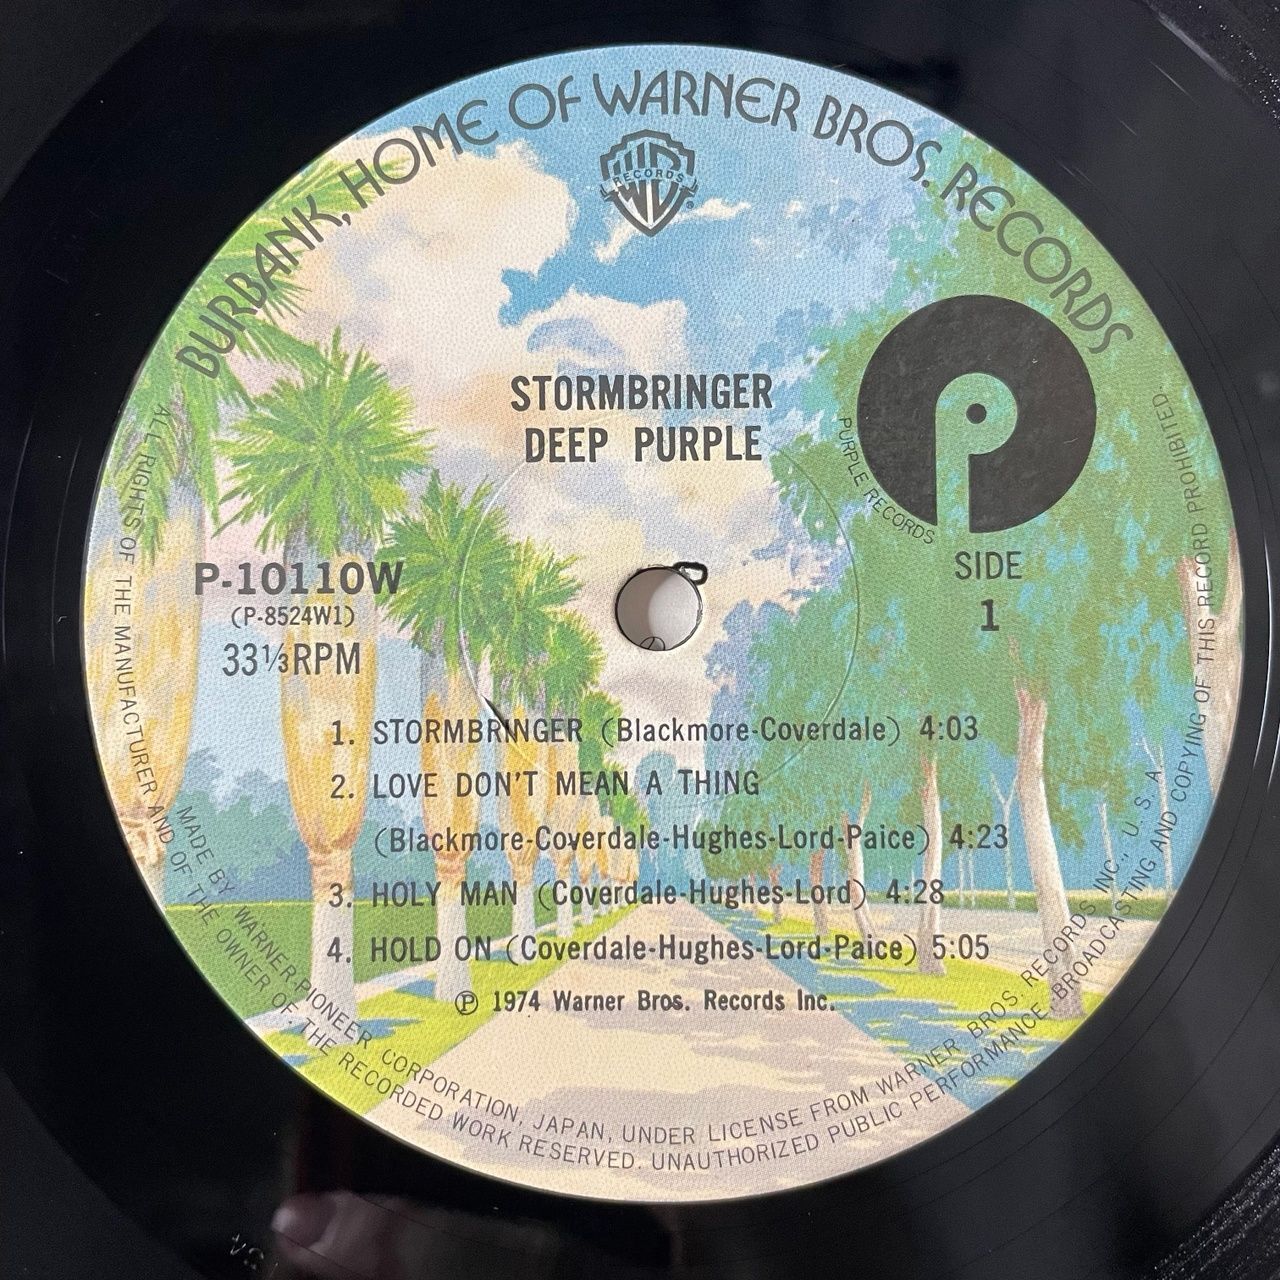 BURBANK, HOME OF WARNER BROS. RECORDS
W
RECORDS
®
STORMBRINGER
DEEP PURPLE
PURPLE RECORDS
P-10110W
(P-8524W1)
33⅓RPM
SIDE
1
1. STORMBRINGER (Blackmore-Coverdale) 4:03
2. LOVE DON'T MEAN A THING
(Blackmore-Coverdale-Hughes-Lord-Paice) 4:23
3. HOLY MAN (Coverdale-Hughes-Lord) 4:28
4. HOLD ON (Coverdale-Hughes-Lord-Paice) 5:05
℗ 1974 Warner Bros. Records Inc.
MADE BY WARNER-PIONEER CORPORATION, JAPAN, UNDER LICENSE FROM WARNER BROS. RECORDS INC., U. S. A.
ALL RIGHTS OF THE MANUFACTURER AND OF THE OWNER OF THE RECORDED WORK RESERVED. UNAUTHORIZED PUBLIC PERFORMANCE, BROADCASTING AND COPYING OF THIS RECORD PROHIBITED